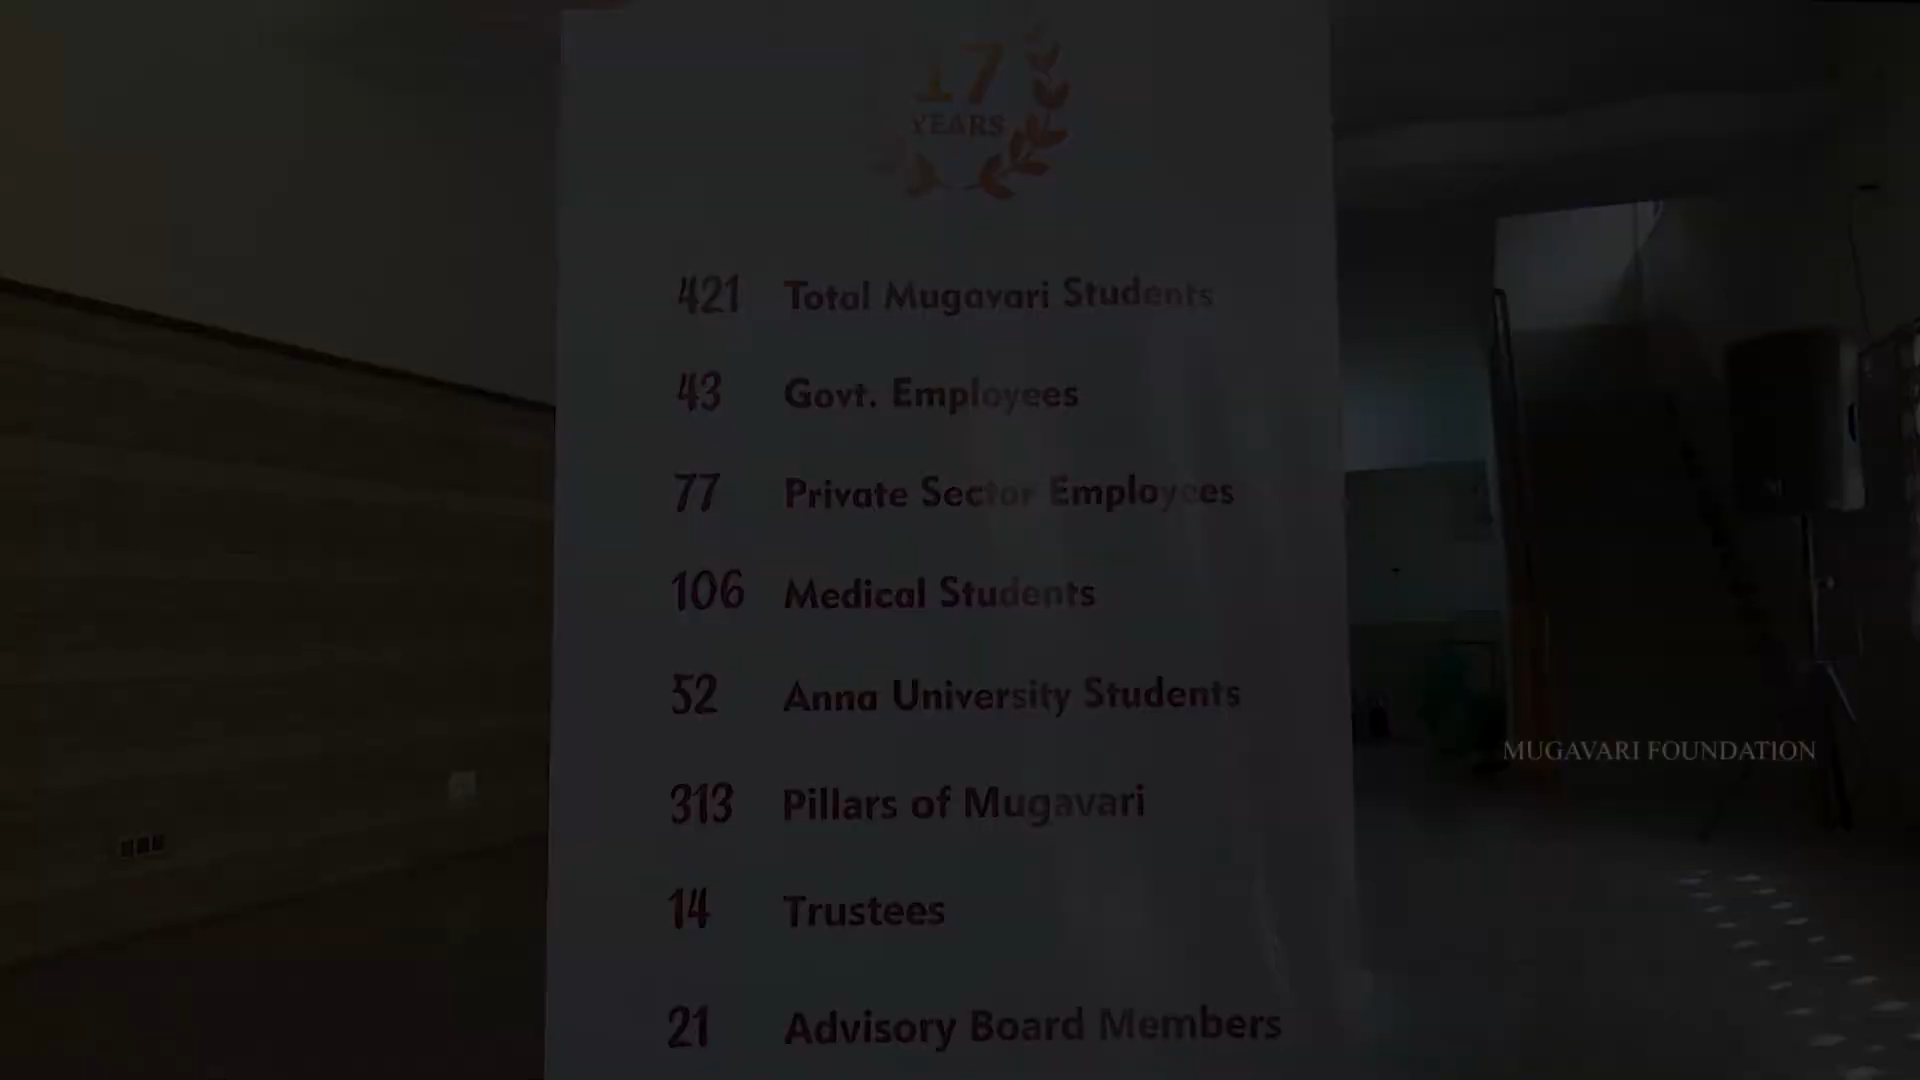 17
YEARS
421 Total Mugavari Students
43 Govt. Employees
77 Private Sector Employees
106 Medical Students
52 Anna University Students
313 Pillars of Mugavari
14 Trustees
21 Advisory Board Members
MUGAVARI FOUNDATION